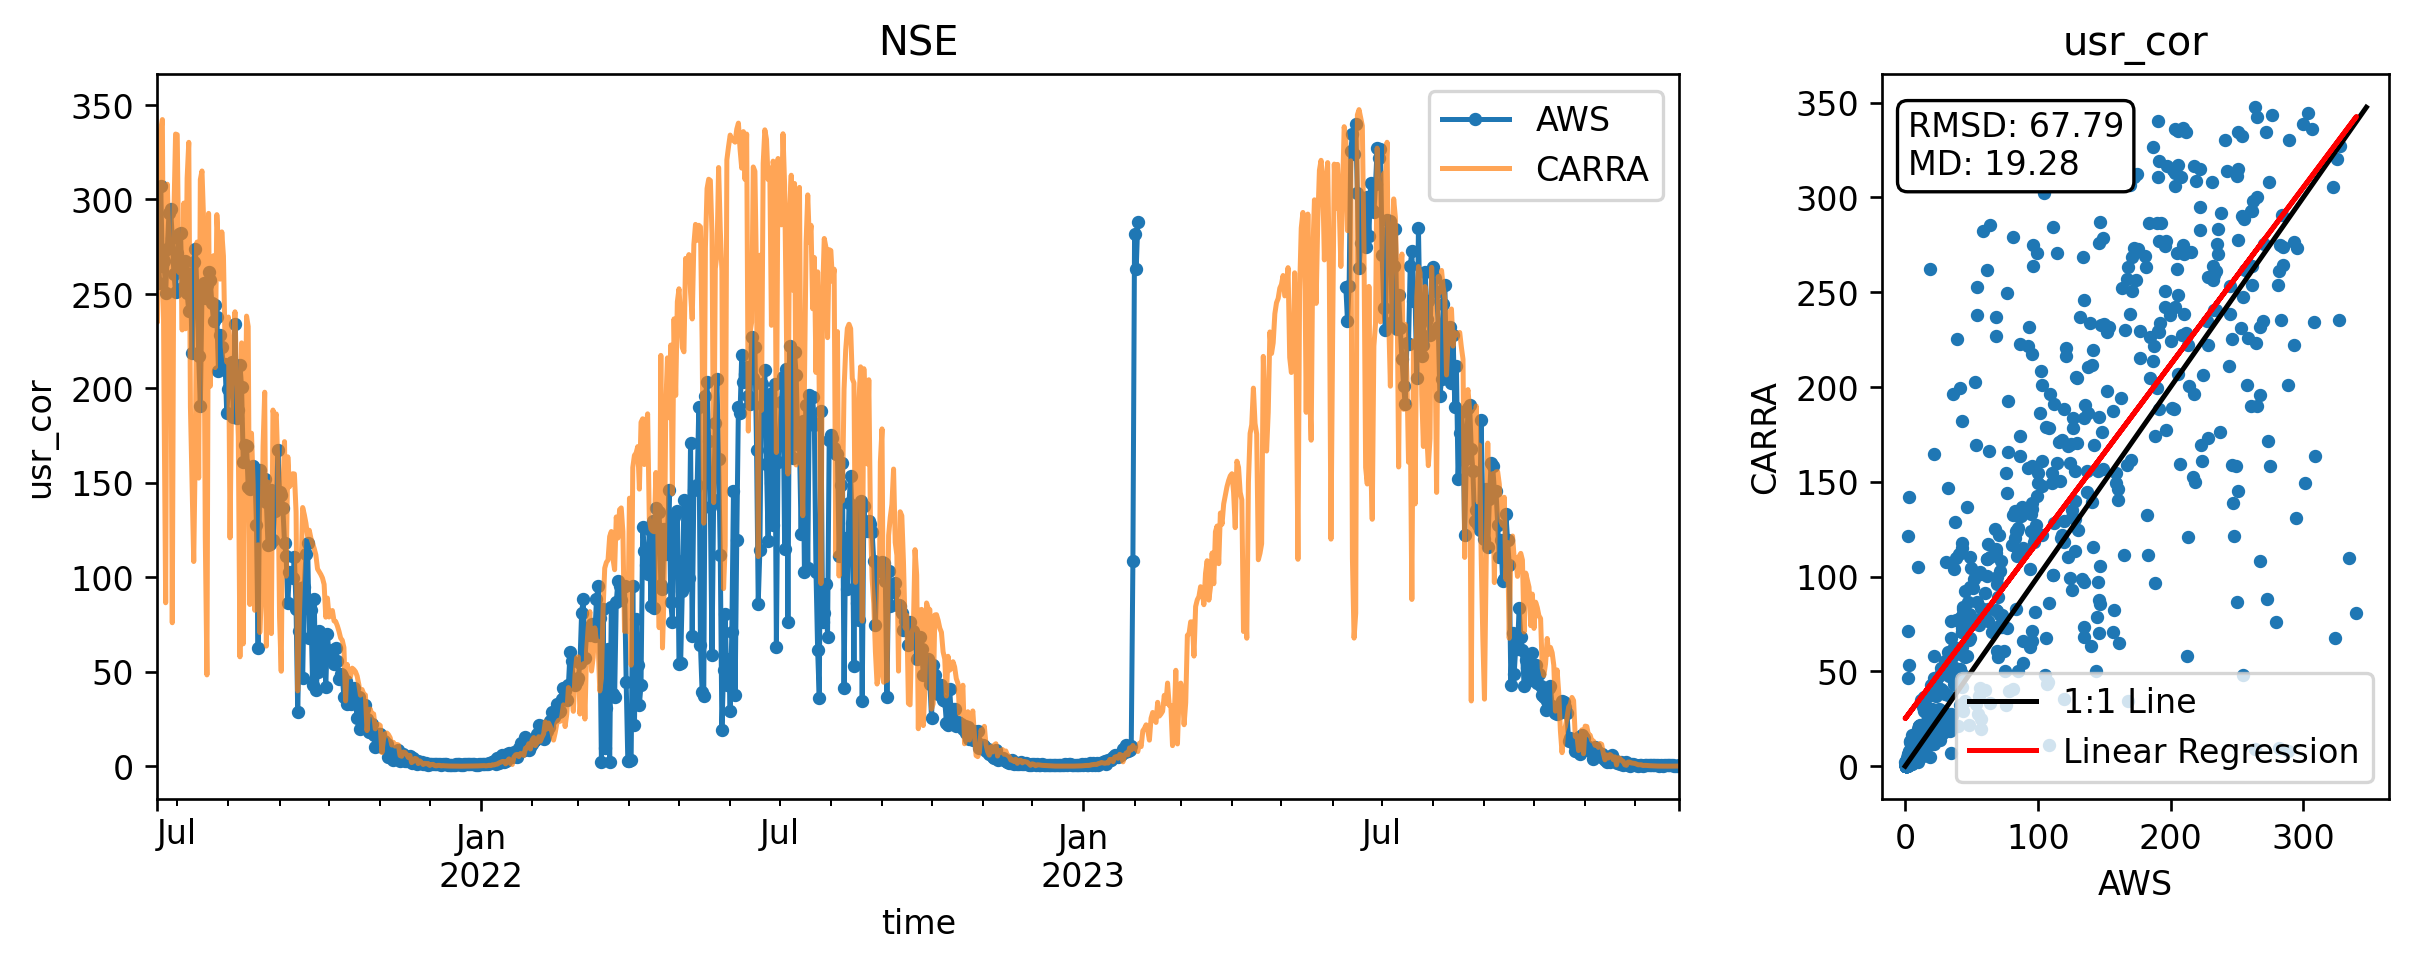 NSE
usr_cor
350
300
250
200
150
100
50
0
AWS
CARRA
Jul
Jan
2022
Jul
Jan
2023
Jul
time
usr_cor
CARRA
350
300
250
200
150
100
50
0
RMSD: 67.79
MD: 19.28
1:1 Line
Linear Regression
0 100 200 300
AWS